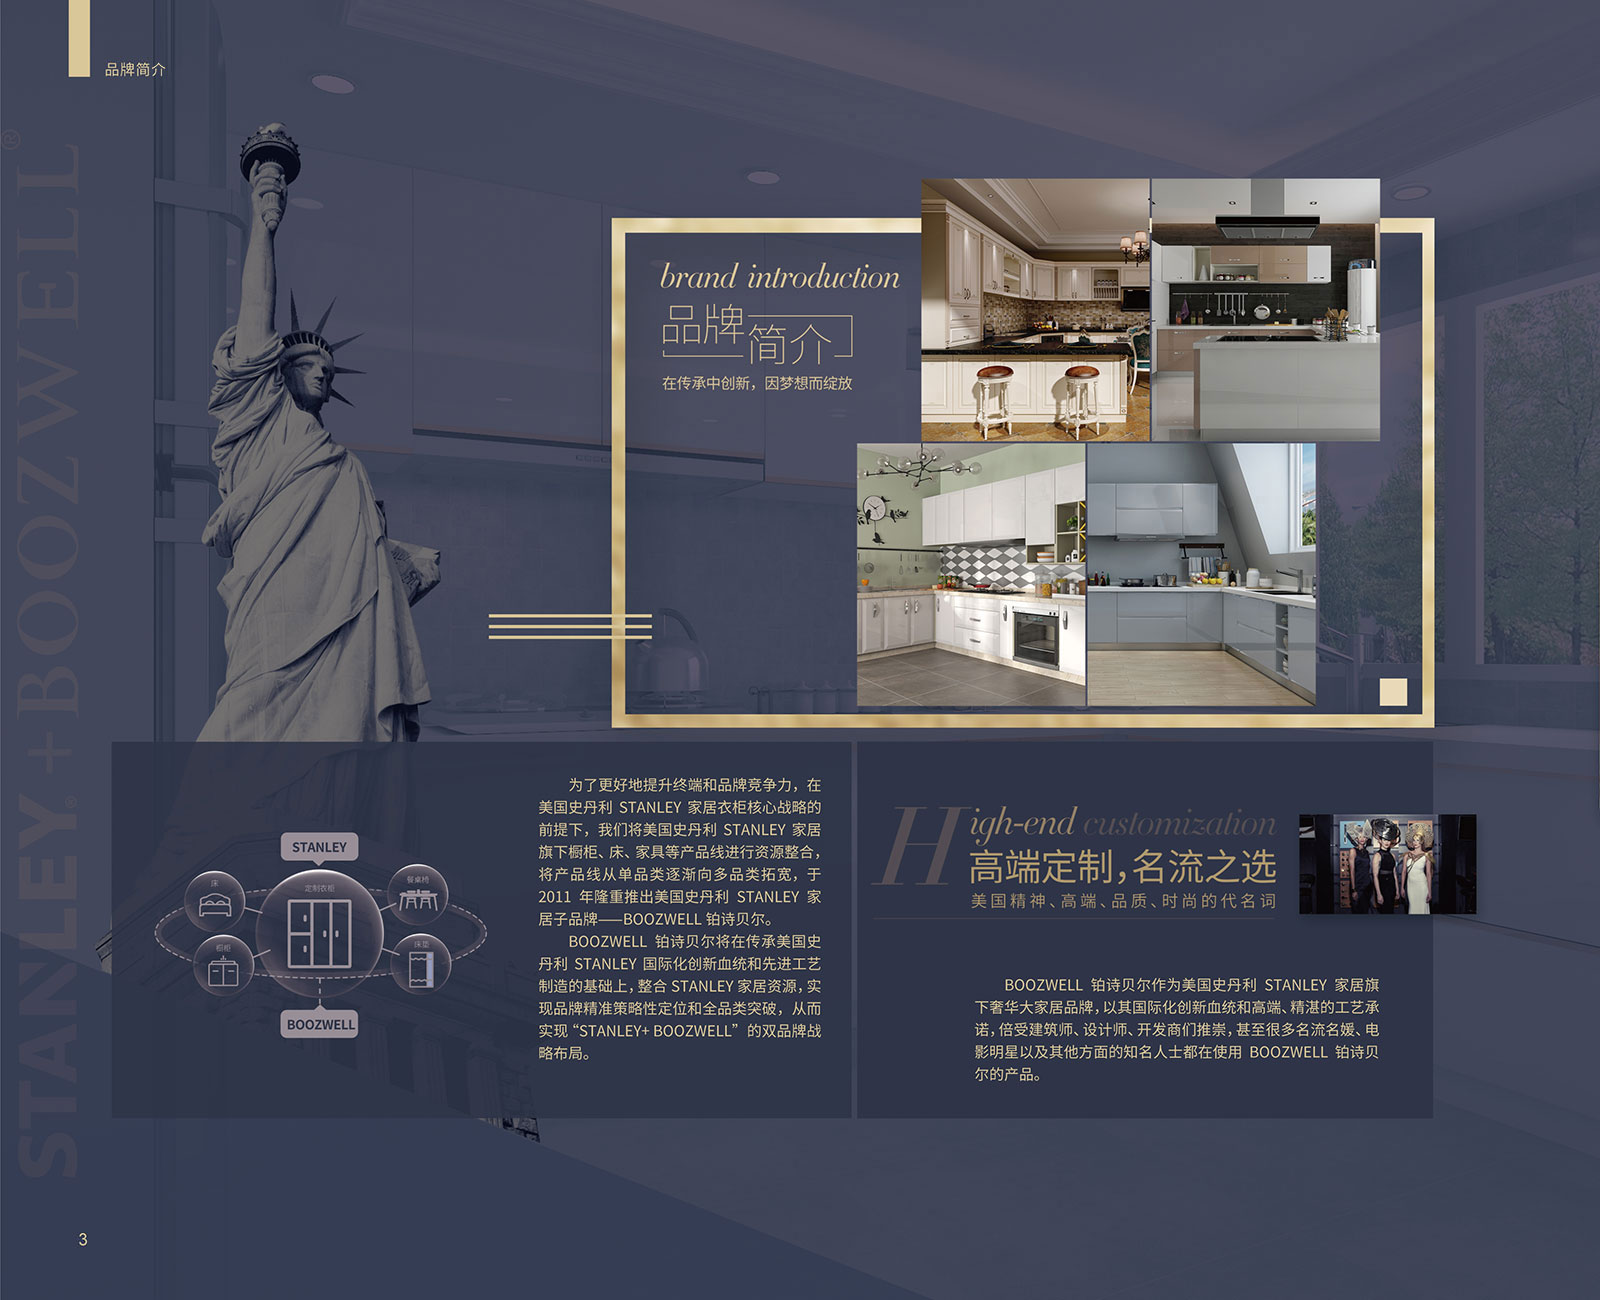 品牌简介
STANLEY®+BOOZWELL®
brand introduction
品牌
简介
在传承中创新，因梦想而绽放
为了更好地提升终端和品牌竞争力，在
美国史丹利 STANLEY 家居衣柜核心战略的
前提下，我们将美国史丹利 STANLEY 家居
旗下橱柜、床、家具等产品线进行资源整合，
将产品线从单品类逐渐向多品类拓宽，于
2011 年隆重推出美国史丹利 STANLEY 家
居子品牌——BOOZWELL 铂诗贝尔。
BOOZWELL 铂诗贝尔将在传承美国史
丹利 STANLEY 国际化创新血统和先进工艺
制造的基础上，整合 STANLEY 家居资源，实
现品牌精准策略性定位和全品类突破，从而
实现“STANLEY+ BOOZWELL”的双品牌战
略布局。
STANLEY
床
定制衣柜
餐桌椅
橱柜
床垫
BOOZWELL
High-end customization
高端定制，名流之选
美国精神、高端、品质、时尚的代名词
BOOZWELL 铂诗贝尔作为美国史丹利 STANLEY 家居旗
下奢华大家居品牌，以其国际化创新血统和高端、精湛的工艺承
诺，倍受建筑师、设计师、开发商们推崇，甚至很多名流名媛、电
影明星以及其他方面的知名人士都在使用 BOOZWELL 铂诗贝
尔的产品。
3